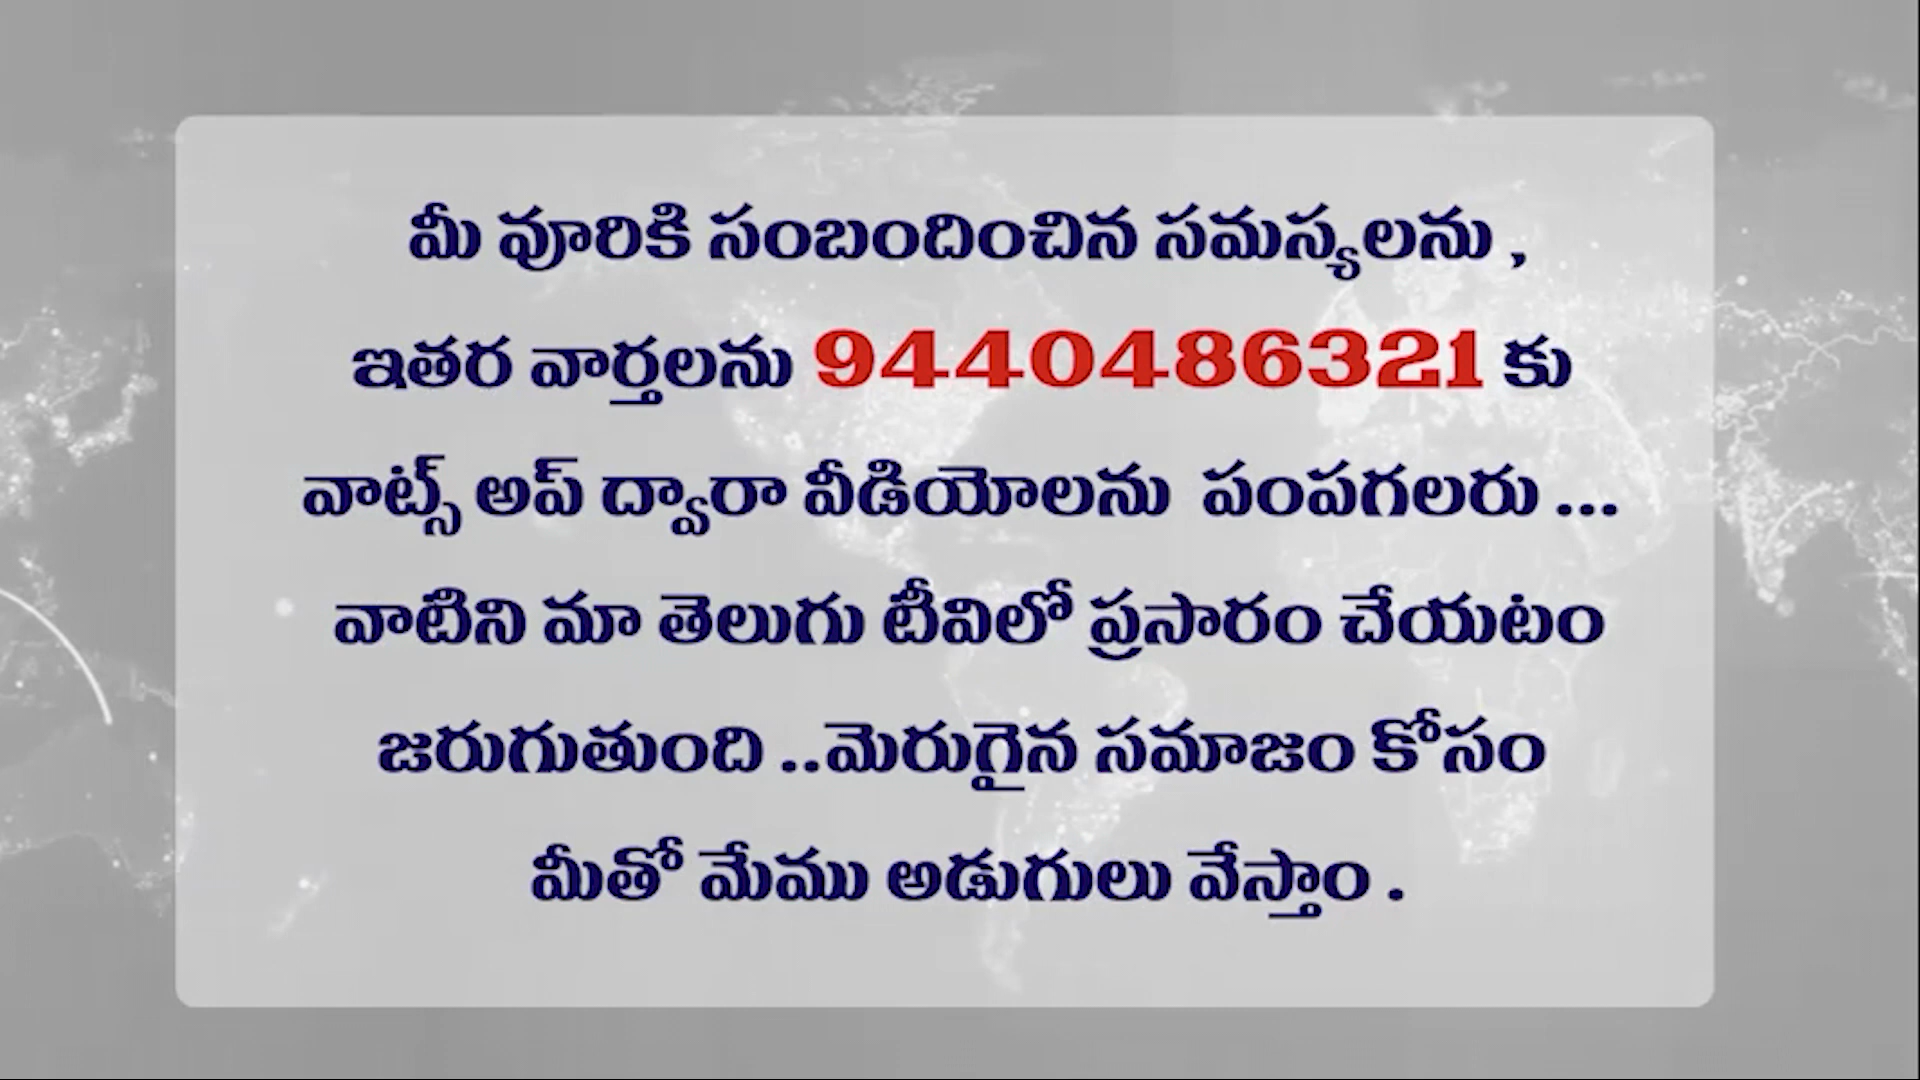 మీ వూరికి సంబందించిన సమస్యలను ,
ఇతర వార్తలను 9440486321 కు
వాట్స్ అప్ ద్వారా వీడియోలను పంపగలరు ...
వాటిని మా తెలుగు టీవిలో ప్రసారం చేయటం
జరుగుతుంది ..మెరుగైన సమాజం కోసం
మీతో మేము అడుగులు వేస్తాం .